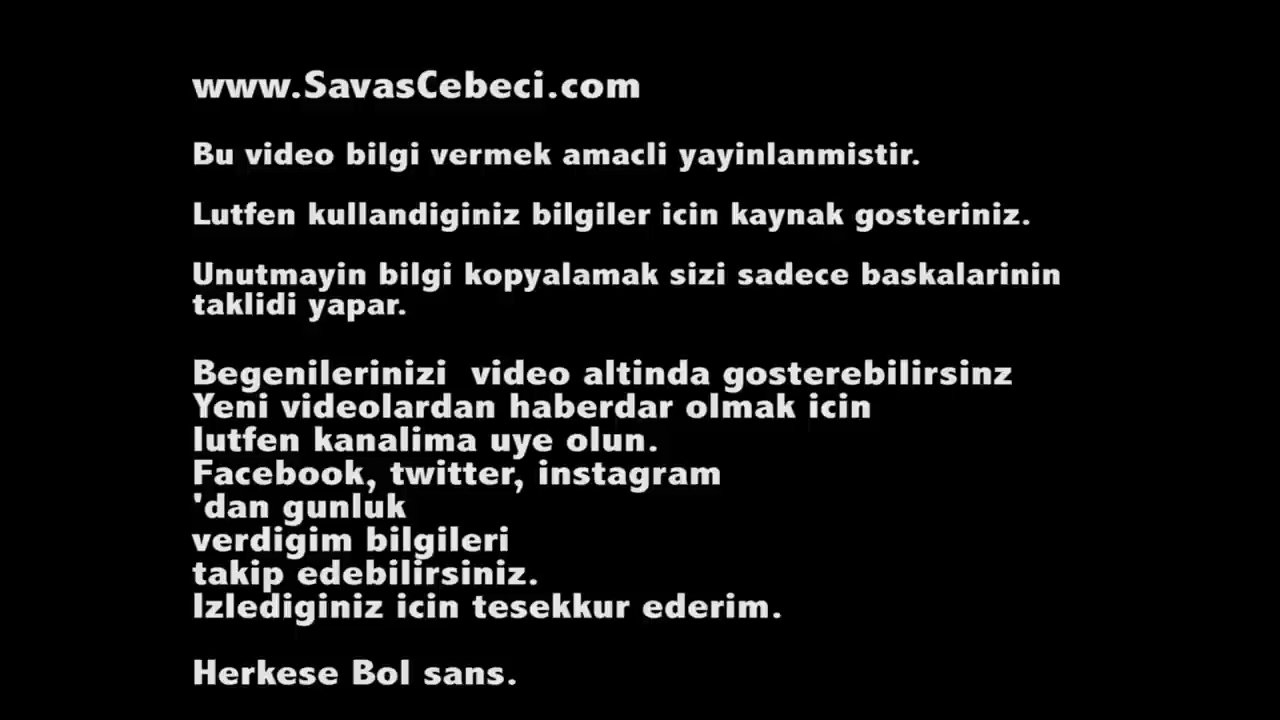 www.SavasCebeci.com
Bu video bilgi vermek amacli yayinlanmistir.
Lutfen kullandiginiz bilgiler icin kaynak gosteriniz.
Unutmayin bilgi kopyalamak sizi sadece baskalarinin
taklidi yapar.
Begenilerinizi  video altinda gosterebilirsinz
Yeni videolardan haberdar olmak icin
lutfen kanalima uye olun.
Facebook, twitter, instagram
'dan gunluk
verdigim bilgileri
takip edebilirsiniz.
Izlediginiz icin tesekkur ederim.
Herkese Bol sans.